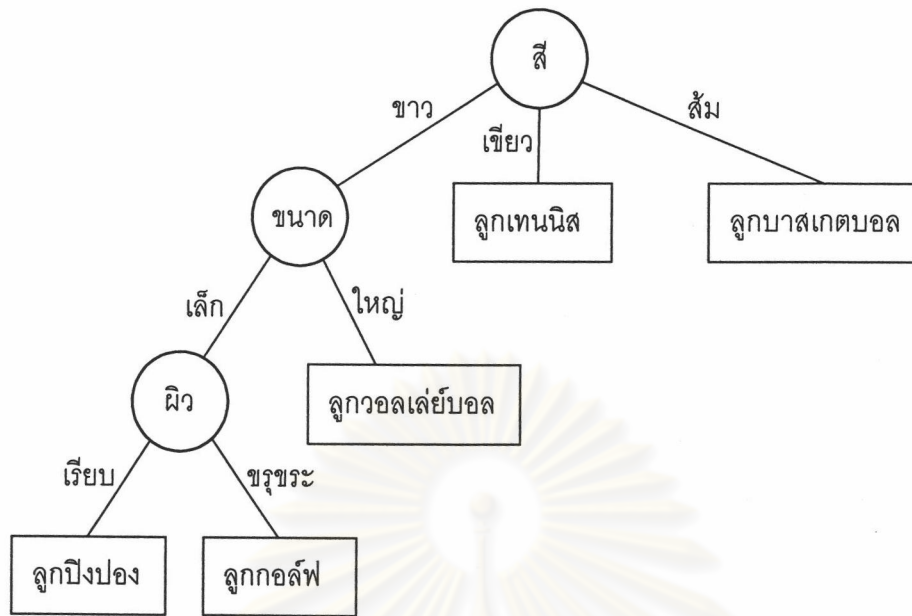 สี
ขาว
เขียว
ส้ม
ขนาด
ลูกเทนนิส
ลูกบาสเกตบอล
เล็ก
ใหญ่
ผิว
ลูกวอลเล่ย์บอล
เรียบ
ขรุขระ
ลูกปิงปอง
ลูกกอล์ฟ